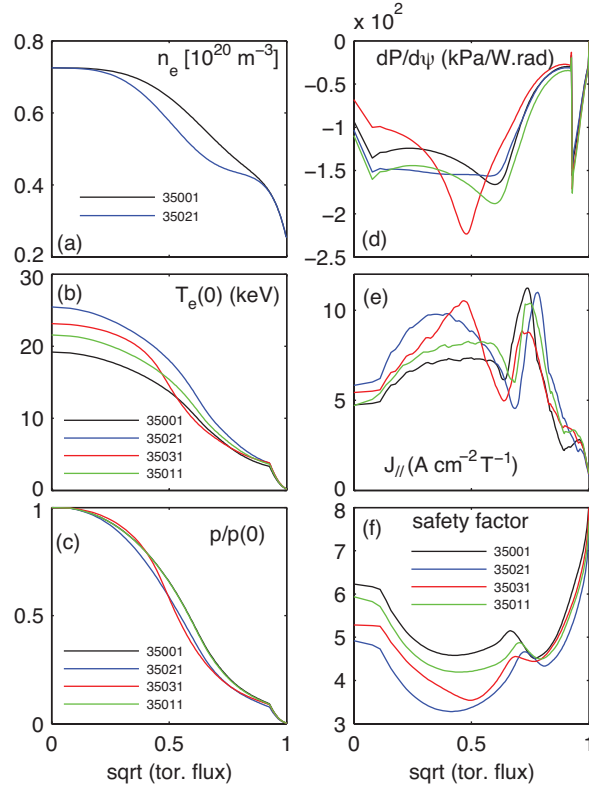 n_e [10^20 m^-3]
0.8
0.6
0.4
0.2
35001
35021
(a)
x 10^2
dP/dψ (kPa/W.rad)
0
-0.5
-1
-1.5
-2
-2.5
(d)
(b)
T_e(0) (keV)
30
20
10
0
35001
35021
35031
35011
(e)
10
5
0
J_// (A cm^-2 T^-1)
(c)
p/p(0)
1
0.5
0
35001
35021
35031
35011
0 0.5 1
sqrt (tor. flux)
(f)
safety factor
8
7
6
5
4
3
35001
35021
35031
35011
0 0.5 1
sqrt (tor. flux)